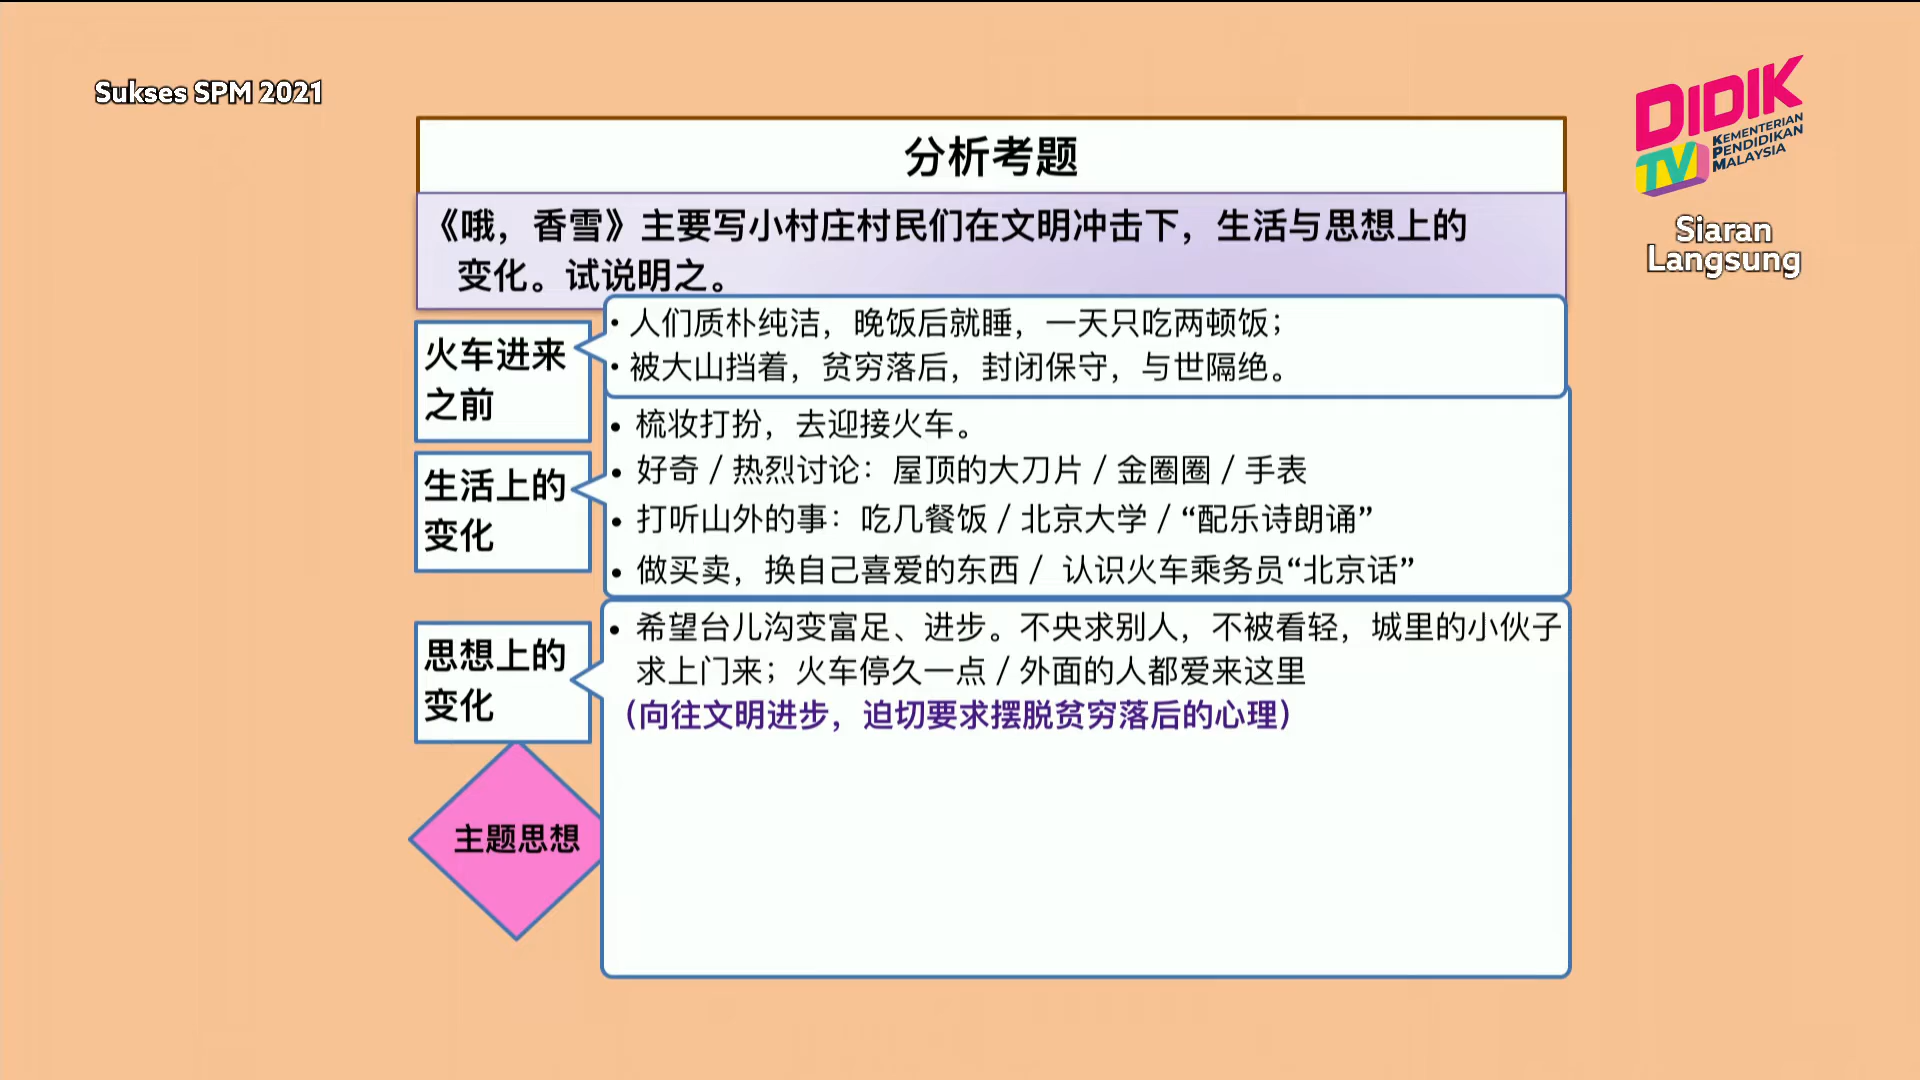 Sukses SPM 2021
DIDIK
TV
KEMENTERIAN
PENDIDIKAN
MALAYSIA
Siaran
Langsung
分析考题
《哦，香雪》主要写小村庄村民们在文明冲击下，生活与思想上的
变化。试说明之。
火车进来
之前
• 人们质朴纯洁，晚饭后就睡，一天只吃两顿饭；
• 被大山挡着，贫穷落后，封闭保守，与世隔绝。
生活上的
变化
• 梳妆打扮，去迎接火车。
• 好奇 / 热烈讨论：屋顶的大刀片 / 金圈圈 / 手表
• 打听山外的事：吃几餐饭 / 北京大学 / “配乐诗朗诵”
• 做买卖，换自己喜爱的东西 / 认识火车乘务员“北京话”
思想上的
变化
• 希望台儿沟变富足、进步。不央求别人，不被看轻，城里的小伙子
求上门来；火车停久一点 / 外面的人都爱来这里
（向往文明进步，迫切要求摆脱贫穷落后的心理）
主题思想